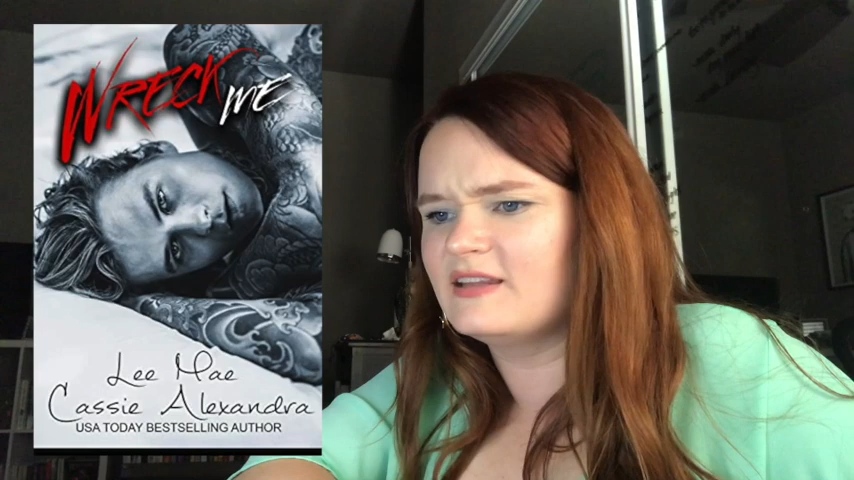 WRECK ME
Lee Mae
Cassie Alexandra
USA TODAY BESTSELLING AUTHOR